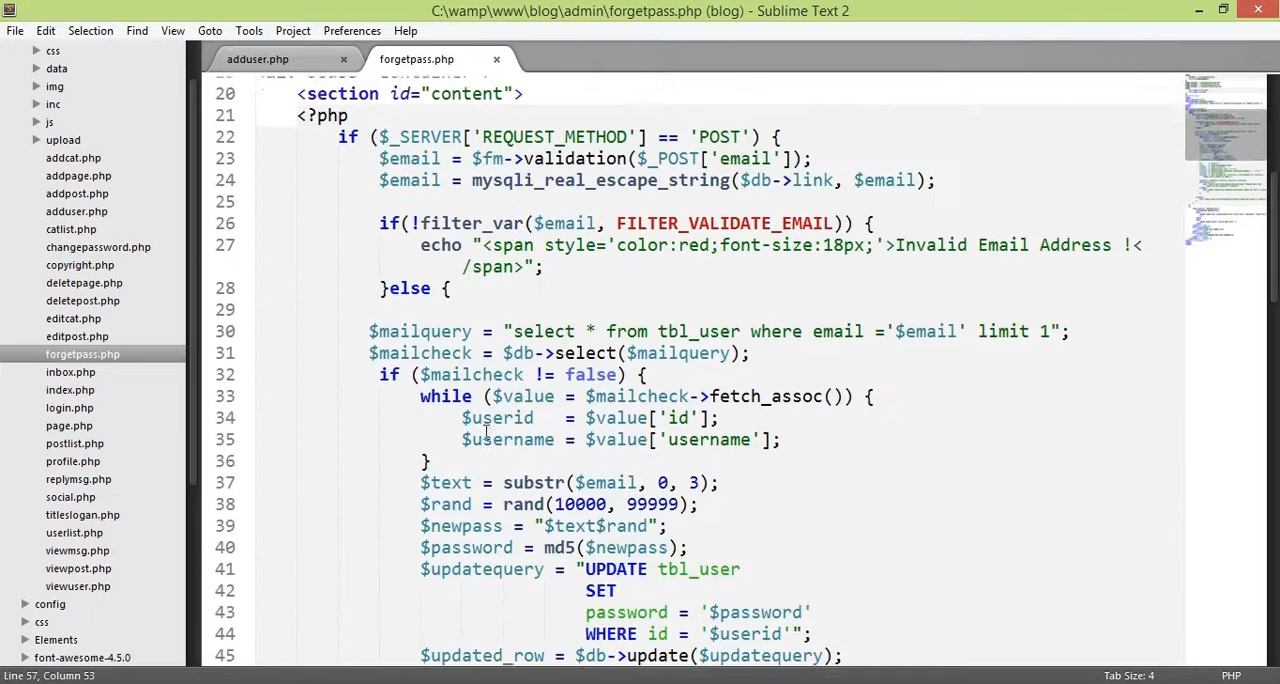 C:\wamp\www\blog\admin\forgetpass.php (blog) - Sublime Text 2
File Edit Selection Find View Goto Tools Project Preferences Help
css
data
img
inc
js
upload
addcat.php
addpage.php
addpost.php
adduser.php
catlist.php
changepassword.php
copyright.php
deletepage.php
deletepost.php
editcat.php
editpost.php
forgetpass.php
inbox.php
index.php
login.php
page.php
postlist.php
profile.php
replymsg.php
social.php
titleslogan.php
userlist.php
viewmsg.php
viewpost.php
viewuser.php
config
css
Elements
font-awesome-4.5.0
adduser.php × forgetpass.php ×
20 <section id="content">
21 <?php
22 if ($_SERVER['REQUEST_METHOD'] == 'POST') {
23 $email = $fm->validation($_POST['email']);
24 $email = mysqli_real_escape_string($db->link, $email);
25
26 if(!filter_var($email, FILTER_VALIDATE_EMAIL)) {
27 echo "<span style='color:red;font-size:18px;'>Invalid Email Address !<
/span>";
28 }else {
29
30 $mailquery = "select * from tbl_user where email ='$email' limit 1";
31 $mailcheck = $db->select($mailquery);
32 if ($mailcheck != false) {
33 while ($value = $mailcheck->fetch_assoc()) {
34 $userid   = $value['id'];
35 $username = $value['username'];
36 }
37 $text = substr($email, 0, 3);
38 $rand = rand(10000, 99999);
39 $newpass = "$text$rand";
40 $password = md5($newpass);
41 $updatequery = "UPDATE tbl_user
42 SET
43 password = '$password'
44 WHERE id = '$userid'";
45 $updated_row = $db->update($updatequery);
Line 57, Column 53
Tab Size: 4 PHP